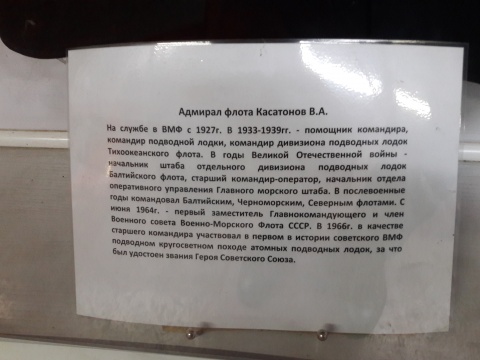 Адмирал флота Касатонов В.А.
На службе в ВМФ с 1927г. В 1933-1939гг. - помощник командира,
командир подводной лодки, командир дивизиона подводных лодок
Тихоокеанского флота. В годы Великой Отечественной войны -
начальник штаба отдельного дивизиона подводных лодок
Балтийского флота, старший командир-оператор, начальник отдела
оперативного управления Главного морского штаба. В послевоенные
годы командовал Балтийским, Черноморским, Северным флотами. С
июня 1964г. - первый заместитель Главнокомандующего и член
Военного совета Военно-Морского Флота СССР. В 1966г. в качестве
старшего командира участвовал в первом в истории советского ВМФ
подводном кругосветном походе атомных подводных лодок, за что
был удостоен звания Героя Советского Союза.